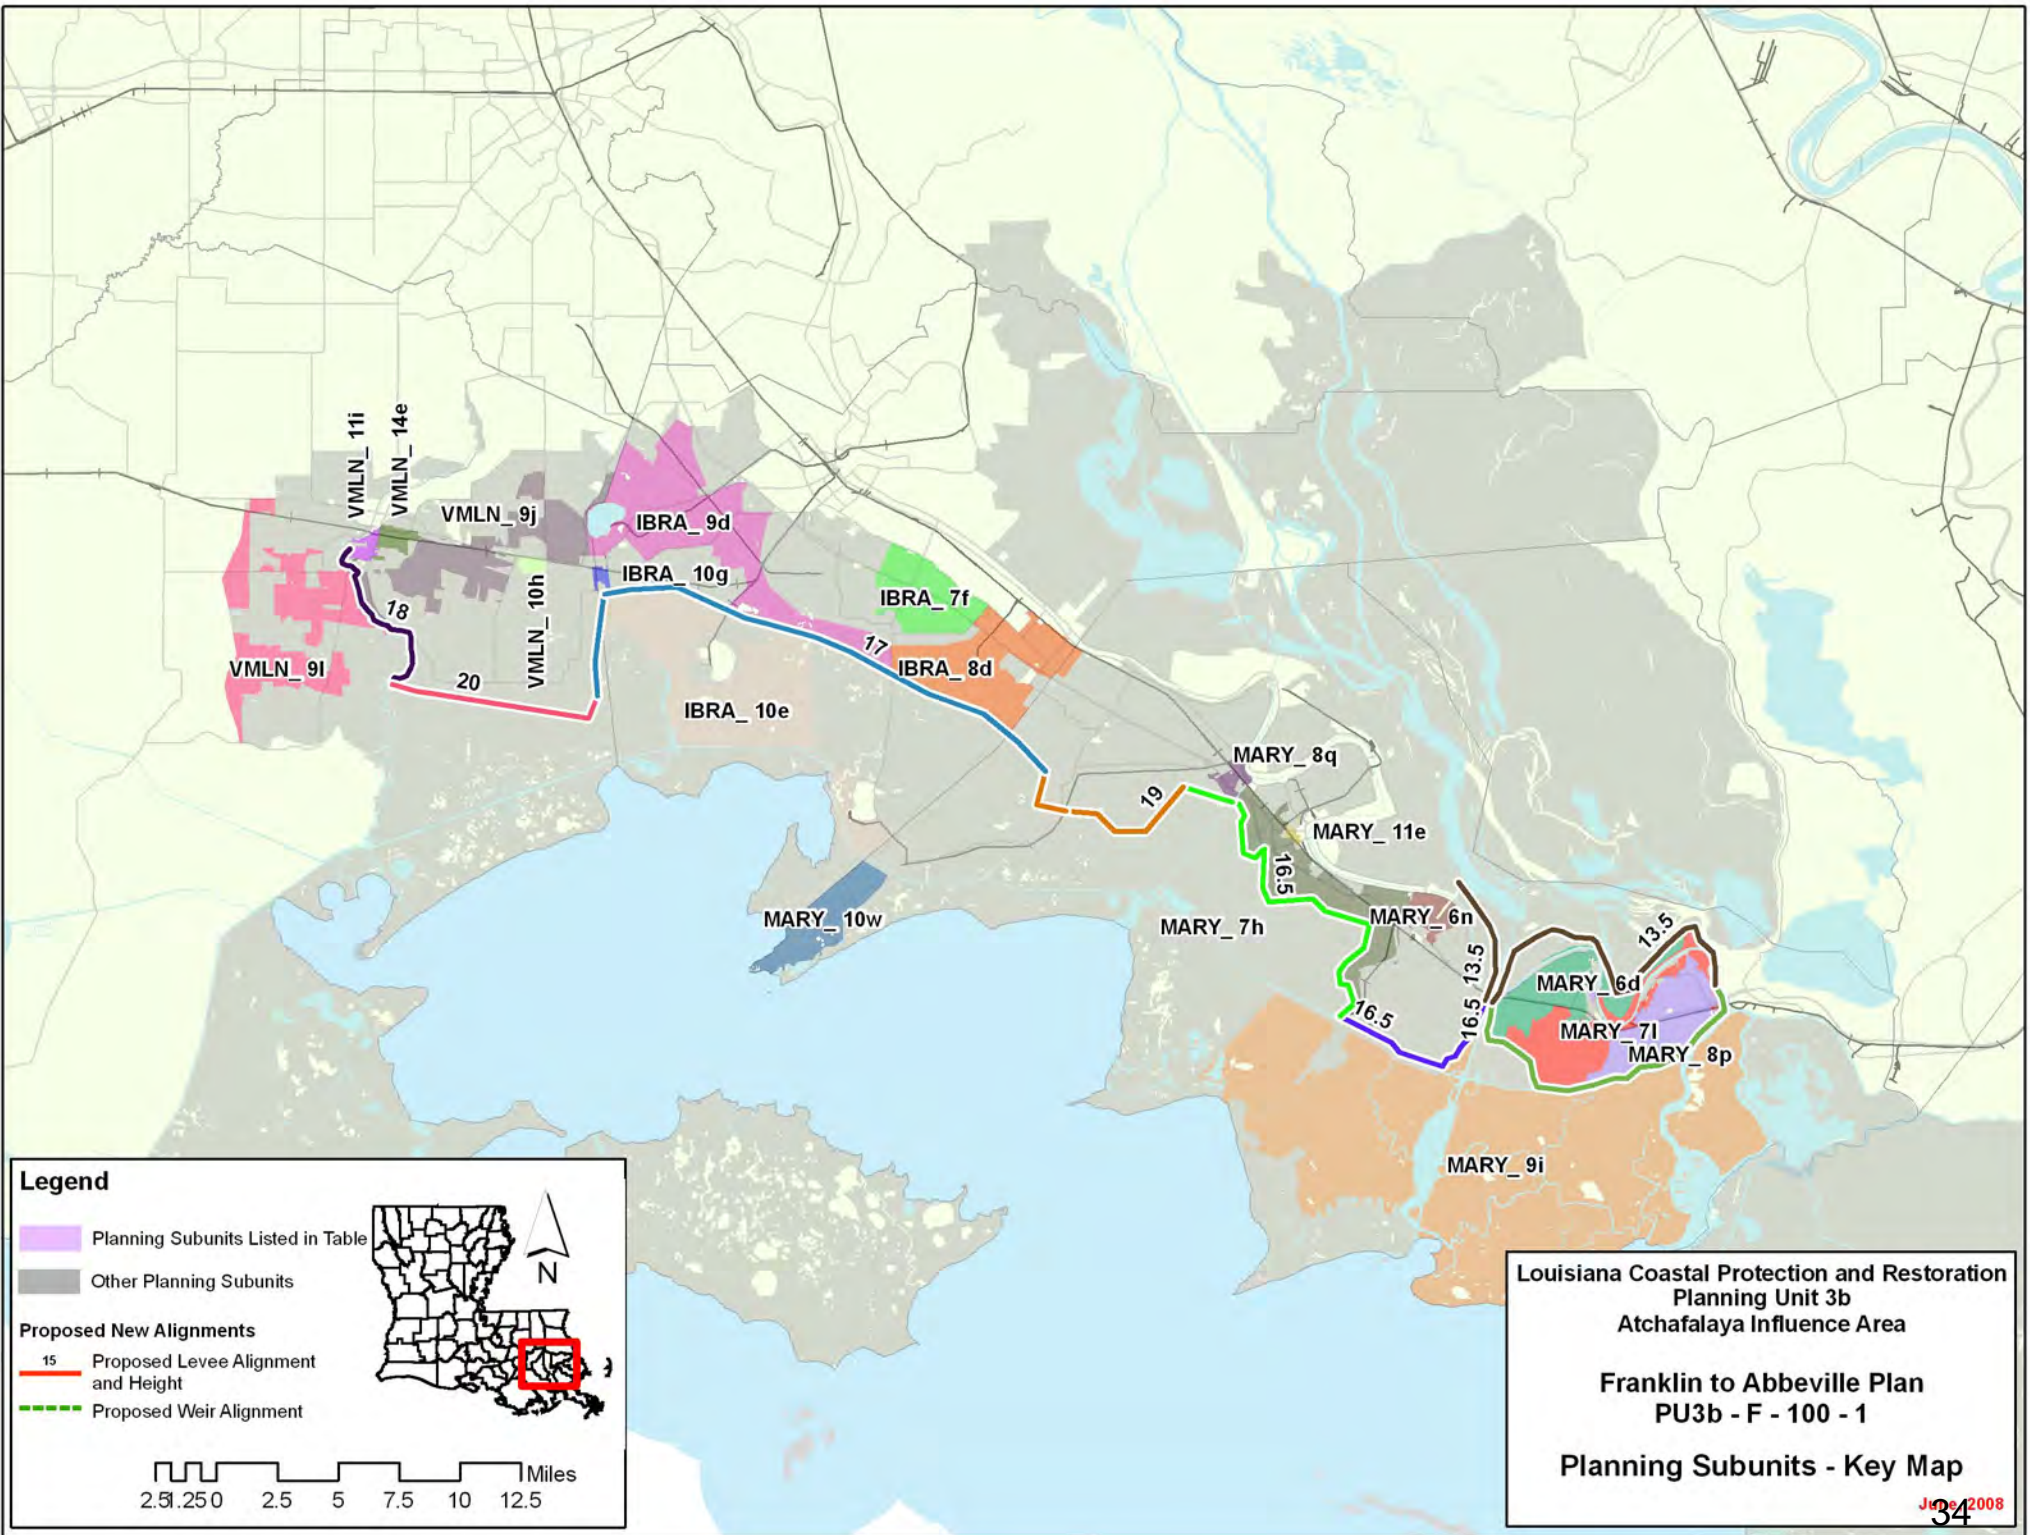 VMLN_ 11i
VMLN_ 14e
VMLN_ 9j
IBRA_ 9d
IBRA_ 10g
VMLN_ 10h
IBRA_ 7f
18
17
VMLN_ 9l
20
IBRA_ 8d
IBRA_ 10e
MARY_ 8q
19
MARY_ 11e
16.5
MARY_ 10w
MARY_ 7h
MARY_ 6n
13.5
13.5
MARY_ 6d
16.5
16.5
MARY_ 7l
MARY_ 8p
MARY_ 9i
Legend
Planning Subunits Listed in Table
Other Planning Subunits
Proposed New Alignments
15
Proposed Levee Alignment
and Height
Proposed Weir Alignment
N
Miles
2.5 1.25 0 2.5 5 7.5 10 12.5
Louisiana Coastal Protection and Restoration
Planning Unit 3b
Atchafalaya Influence Area
Franklin to Abbeville Plan
PU3b - F - 100 - 1
Planning Subunits - Key Map
June 2008
34